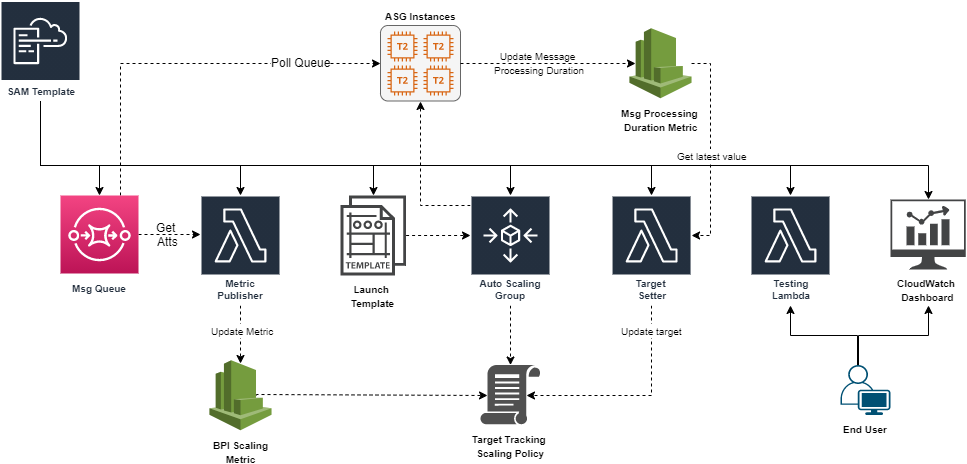 ASG Instances
T2
T2
T2
T2
SAM Template
Poll Queue
Update Message
Processing Duration
Msg Processing
Duration Metric
Get latest value
Get
Atts
TEMPLATE
Msg Queue
Metric
Publisher
Launch
Template
Auto Scaling
Group
Target
Setter
Testing
Lambda
CloudWatch
Dashboard
Update Metric
Update target
BPI Scaling
Metric
Target Tracking
Scaling Policy
End User